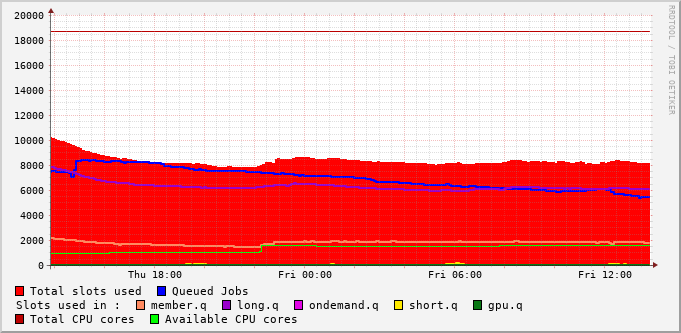 20000
18000
16000
14000
12000
10000
8000
6000
4000
2000
0
Thu 18:00 Fri 00:00 Fri 06:00 Fri 12:00
RRDTOOL / TOBI OETIKER
Total slots used Queued Jobs
Slots used in : member.q long.q ondemand.q short.q gpu.q
Total CPU cores Available CPU cores